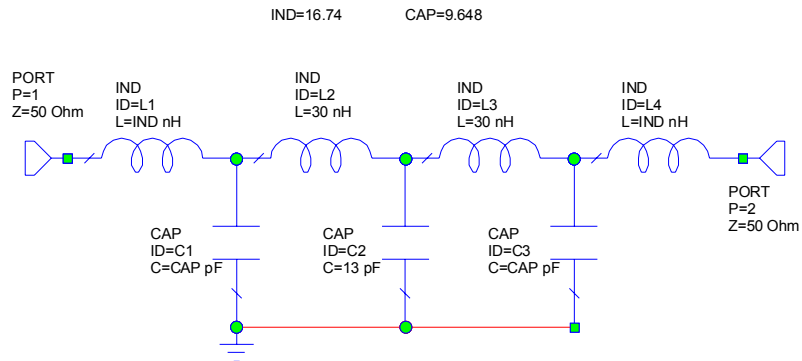 IND=16.74 CAP=9.648
PORT
P=1
Z=50 Ohm
IND
ID=L1
L=IND nH
IND
ID=L2
L=30 nH
IND
ID=L3
L=30 nH
IND
ID=L4
L=IND nH
CAP
ID=C1
C=CAP pF
CAP
ID=C2
C=13 pF
CAP
ID=C3
C=CAP pF
PORT
P=2
Z=50 Ohm